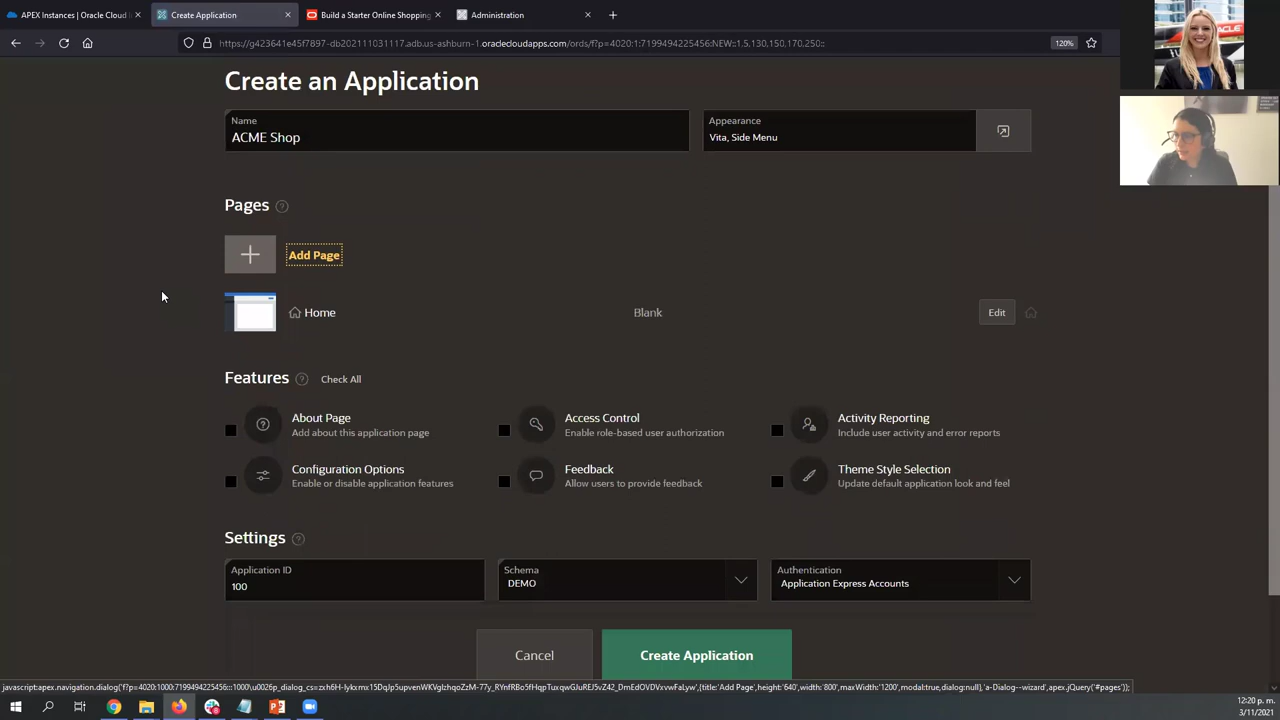 APEX Instances | Oracle Cloud I
Create Application
Build a Starter Online Shopping
Administration
https://g423641e45f7897-db202111031117.adb.us-ashburn-1.oraclecloudapps.com/ords/f?p=4020:1:7199494225456:NEW::1,5,130,150,1130,150,50::
120%
Create an Application
Name
ACME Shop
Appearance
Vita, Side Menu
Pages
Add Page
Home
Blank
Edit
Features
Check All
About Page
Add about this application page
Access Control
Enable role-based user authorization
Activity Reporting
Include user activity and error reports
Configuration Options
Enable or disable application features
Feedback
Allow users to provide feedback
Theme Style Selection
Update default application look and feel
Settings
Application ID
100
Schema
DEMO
Authentication
Application Express Accounts
Cancel
Create Application
12:20 p. m.
3/11/2021